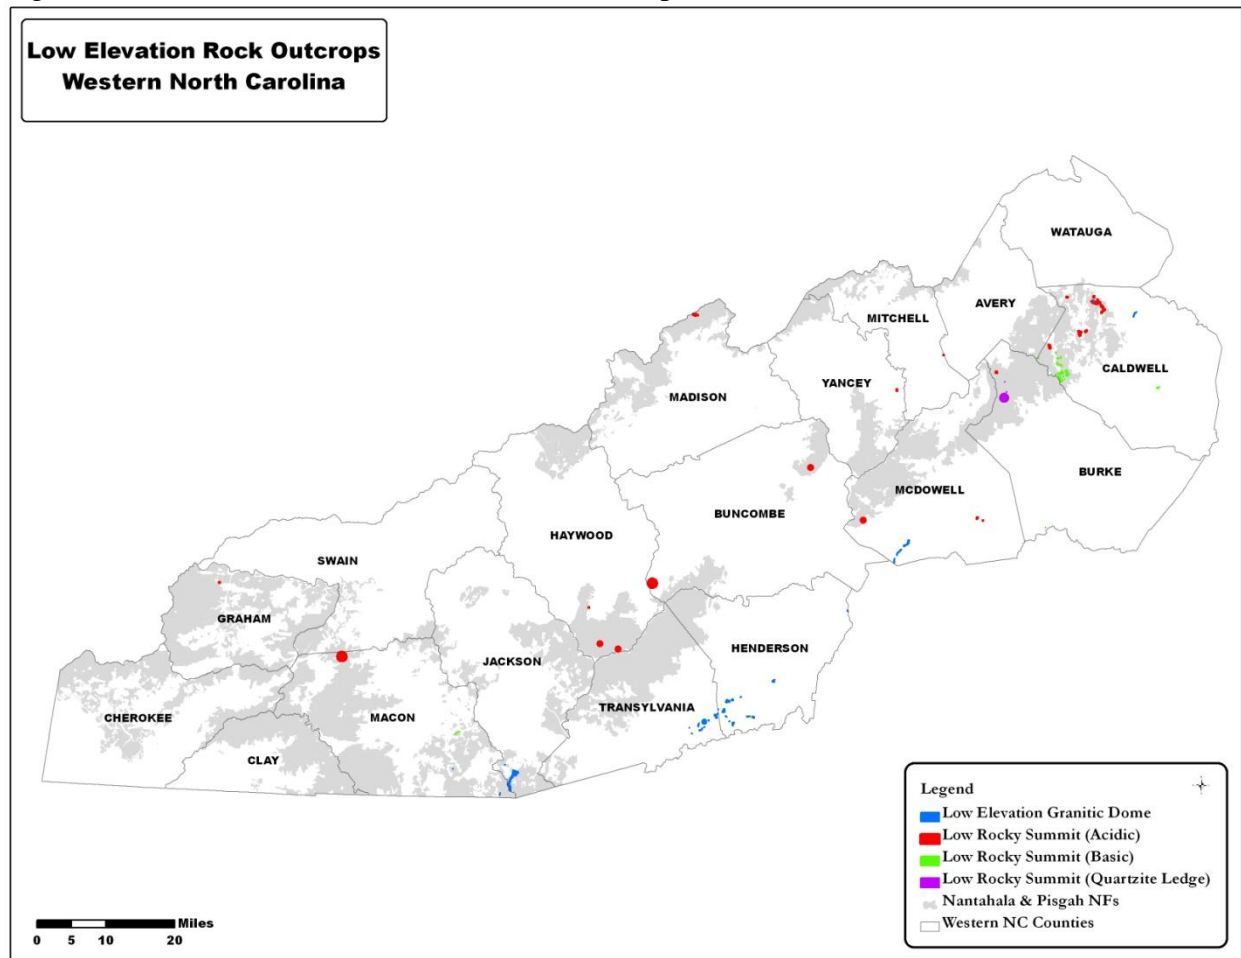 Low Elevation Rock Outcrops
Western North Carolina
WATAUGA
AVERY
MITCHELL
CALDWELL
YANCEY
MADISON
BURKE
MCDOWELL
BUNCOMBE
HAYWOOD
SWAIN
GRAHAM
HENDERSON
JACKSON
TRANSYLVANIA
CHEROKEE
MACON
CLAY
Legend
Low Elevation Granitic Dome
Low Rocky Summit (Acidic)
Low Rocky Summit (Basic)
Low Rocky Summit (Quartzite Ledge)
Nantahala & Pisgah NFs
Western NC Counties
Miles
0 5 10 20